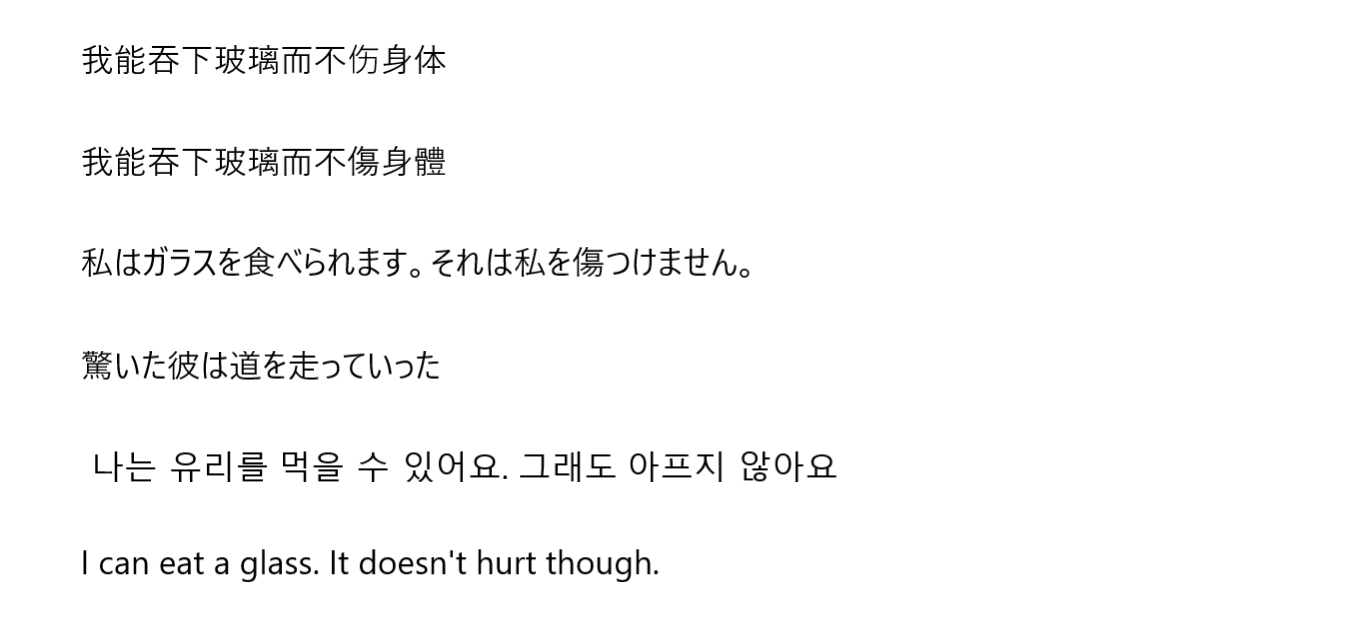 我能吞下玻璃而不伤身体
我能吞下玻璃而不傷身體
私はガラスを食べられます。それは私を傷つけません。
驚いた彼は道を走っていった
나는 유리를 먹을 수 있어요. 그래도 아프지 않아요
I can eat a glass. It doesn't hurt though.